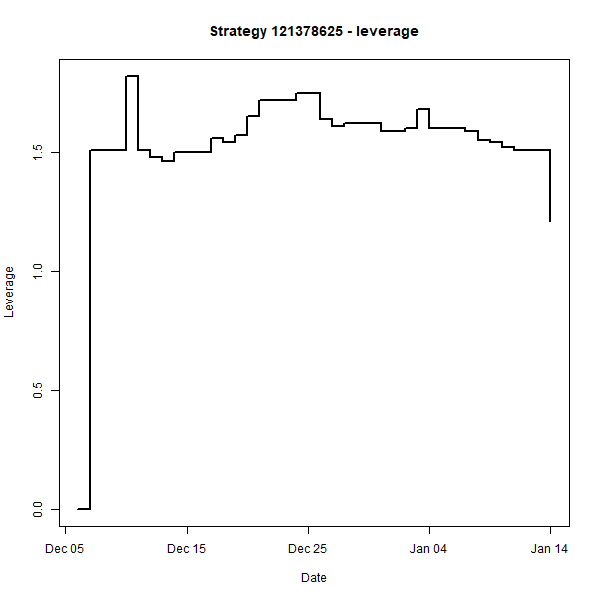 Strategy 121378625 - leverage
Leverage
1.5
1.0
0.5
0.0
Dec 05
Dec 15
Dec 25
Jan 04
Jan 14
Date